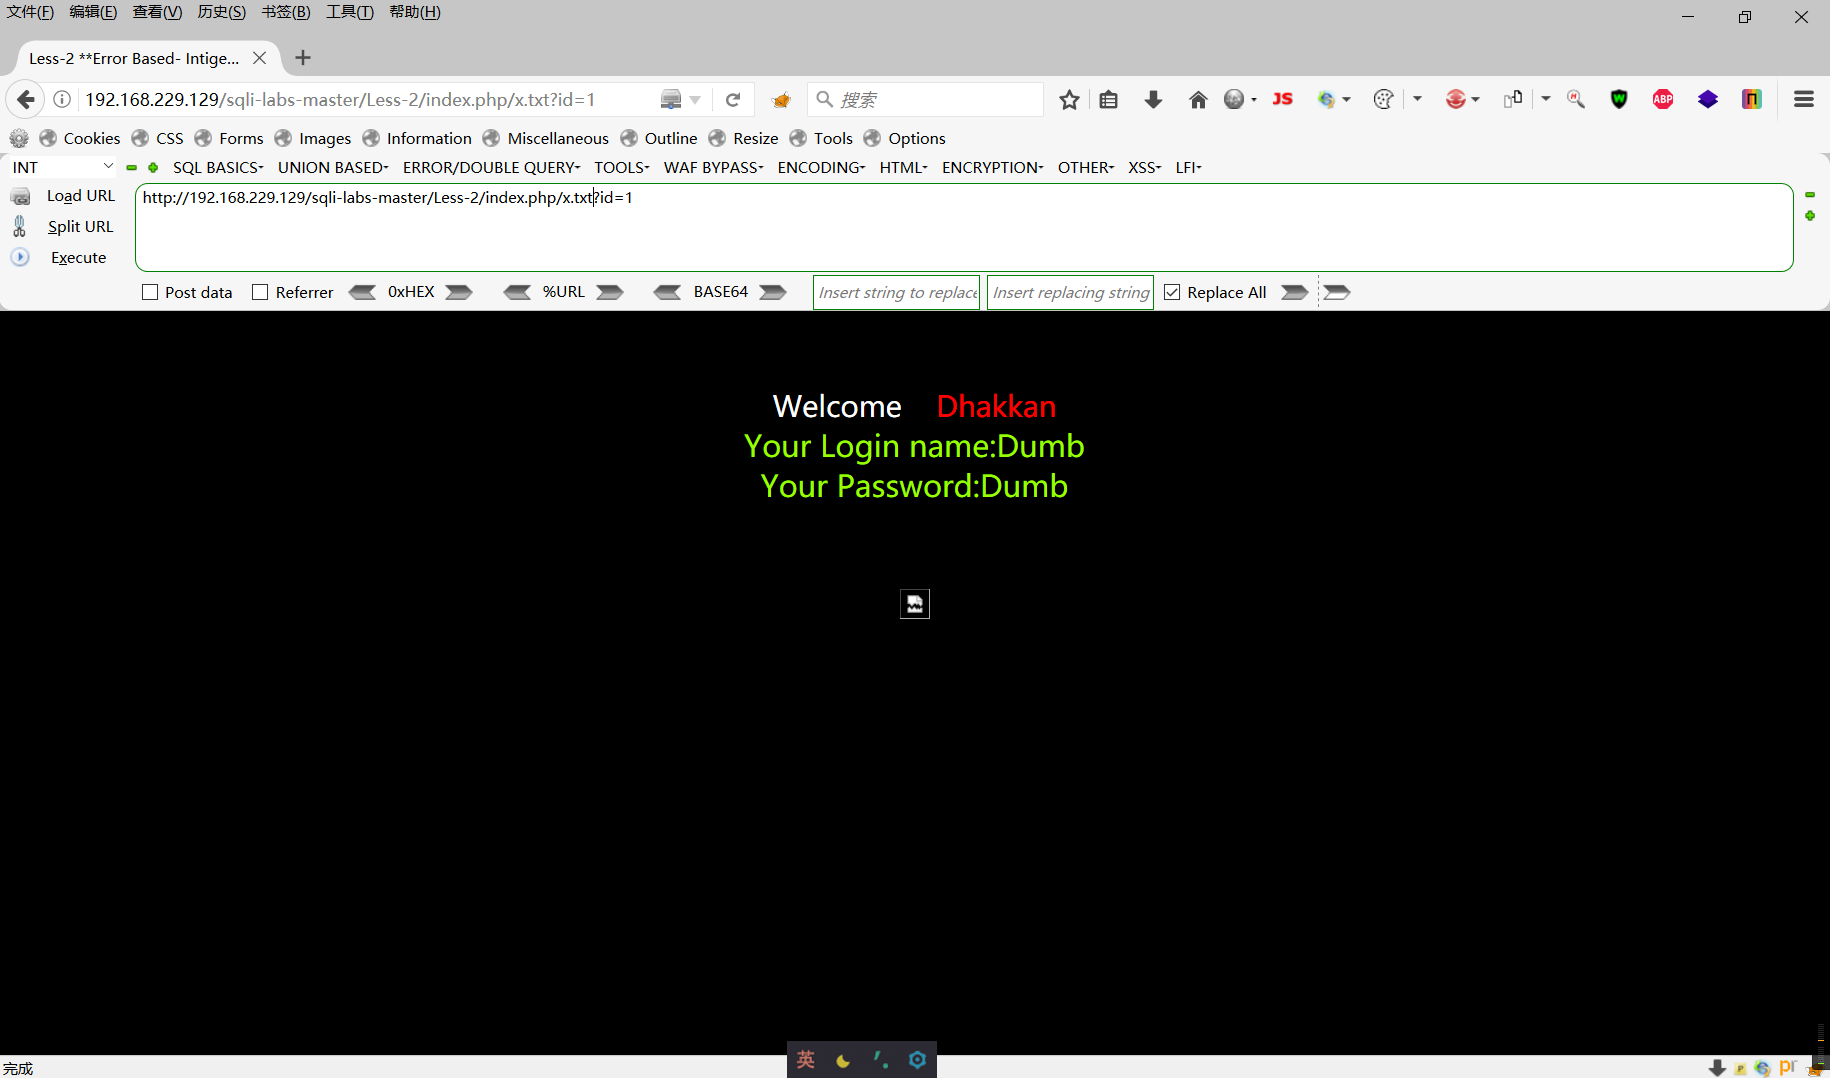 文件(F) 编辑(E) 查看(V) 历史(S) 书签(B) 工具(T) 帮助(H)
Less-2 **Error Based- Intige...
192.168.229.129/sqli-labs-master/Less-2/index.php/x.txt?id=1 搜索 JS ABP
Cookies CSS Forms Images Information Miscellaneous Outline Resize Tools Options
INT SQL BASICS UNION BASED ERROR/DOUBLE QUERY TOOLS WAF BYPASS ENCODING HTML ENCRYPTION OTHER XSS LFI
Load URL http://192.168.229.129/sqli-labs-master/Less-2/index.php/x.txt?id=1
Split URL
Execute
Post data Referrer 0xHEX %URL BASE64 Insert string to replace Insert replacing string Replace All
Welcome Dhakkan
Your Login name:Dumb
Your Password:Dumb
英
完成 pr